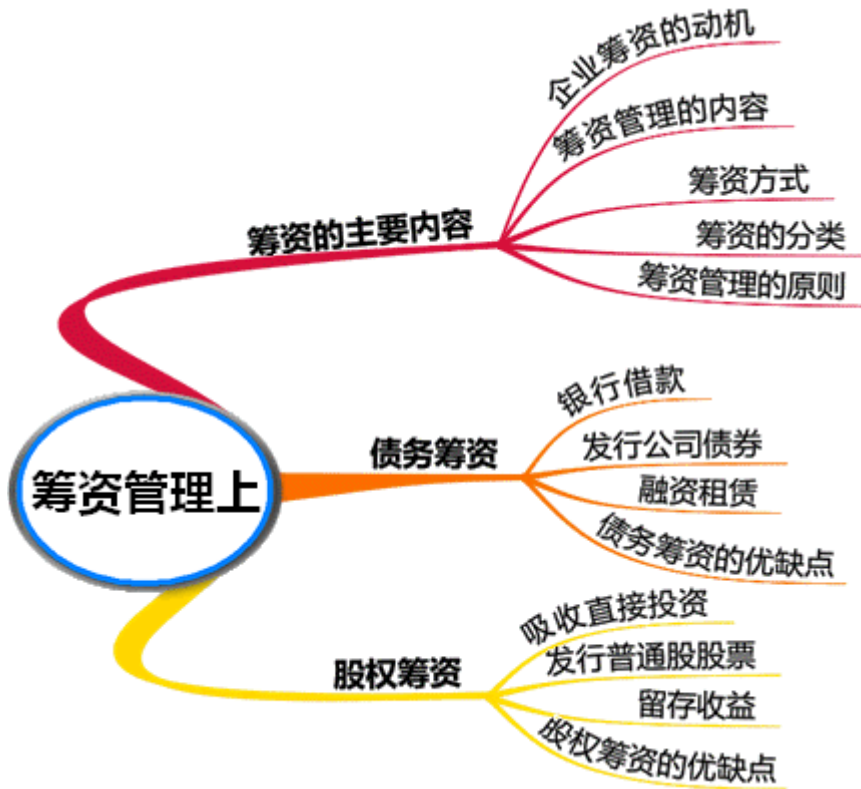 企业筹资的动机
筹资管理的内容
筹资方式
筹资的分类
筹资管理的原则
筹资的主要内容
银行借款
发行公司债券
融资租赁
债务筹资的优缺点
债务筹资
筹资管理上
吸收直接投资
发行普通股股票
留存收益
股权筹资的优缺点
股权筹资